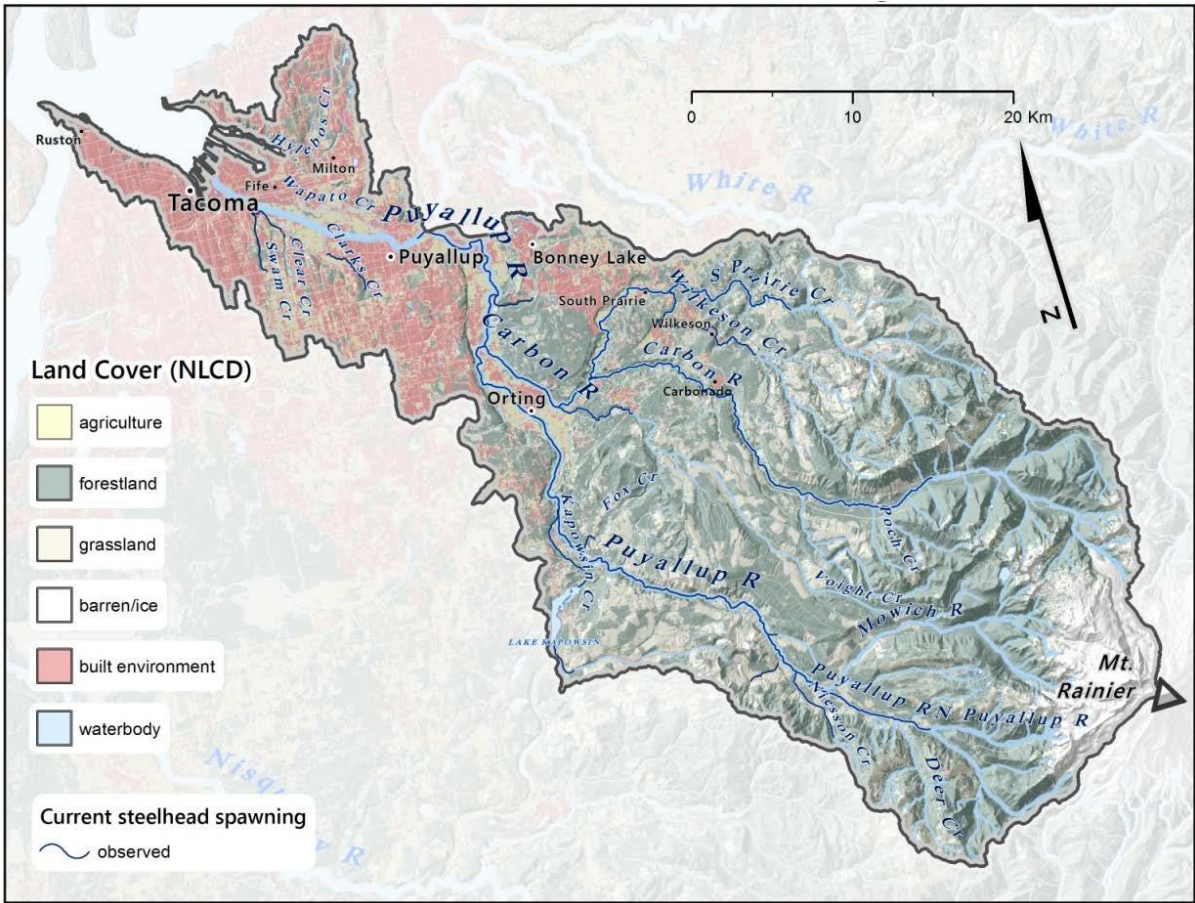 0 10 20 Km
White R
Ruston
Hylebos Cr
Milton
Fife
Wapato Cr
White R
Tacoma
Puyallup R
Swam Cr
Clear Cr
Clarks Cr
Puyallup
Bonney Lake
S Prairie Cr
South Prairie
Wilkeson Cr
Wilkeson
N
Carbon R
Carbon R
Carbonado
Orting
Land Cover (NLCD)
agriculture
forestland
grassland
barren/ice
built environment
waterbody
Fox Cr
Kapowsin Cr
Poch Cr
Puyallup R
Voight Cr
Mowich R
LAKE KAPOWSIN
Mt.
Rainier
Puyallup R
N Puyallup R
Niesson Cr
Deer Cr
R
Current steelhead spawning
observed